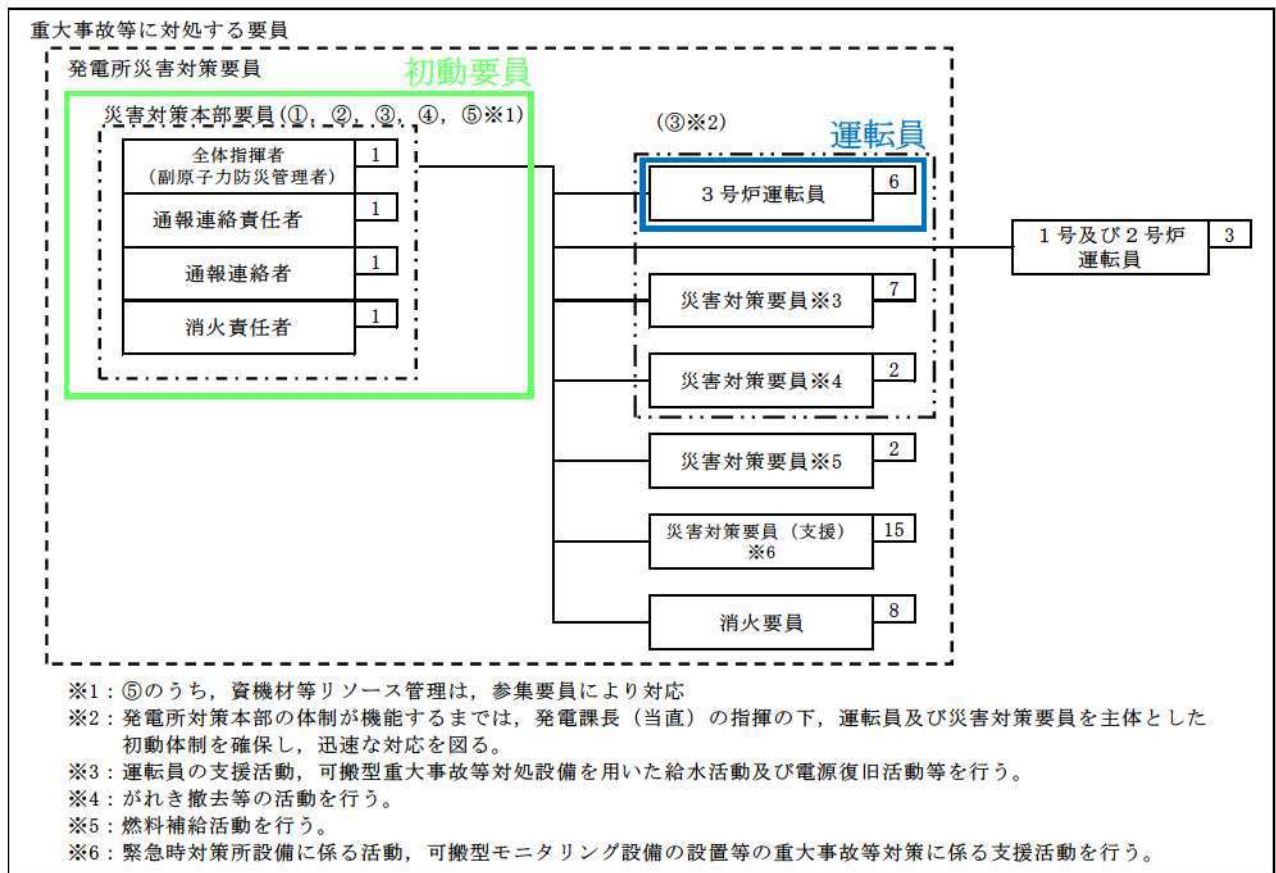 重大事故等に対処する要員
発電所災害対策要員
初動要員
災害対策本部要員(①，②，③，④，⑤※1)
全体指揮者
(副原子力防災管理者)
1
通報連絡責任者
1
通報連絡者
1
消火責任者
1
(③※2)
運転員
3号炉運転員
6
災害対策要員※3
7
災害対策要員※4
2
災害対策要員※5
2
災害対策要員（支援）
※6
15
消火要員
8
1号及び2号炉
運転員
3
※1：⑤のうち，資機材等リソース管理は，参集要員により対応
※2：発電所対策本部の体制が機能するまでは，発電課長（当直）の指揮の下，運転員及び災害対策要員を主体とした
初動体制を確保し，迅速な対応を図る。
※3：運転員の支援活動，可搬型重大事故等対処設備を用いた給水活動及び電源復旧活動等を行う。
※4：がれき撤去等の活動を行う。
※5：燃料補給活動を行う。
※6：緊急時対策所設備に係る活動，可搬型モニタリング設備の設置等の重大事故等対策に係る支援活動を行う。